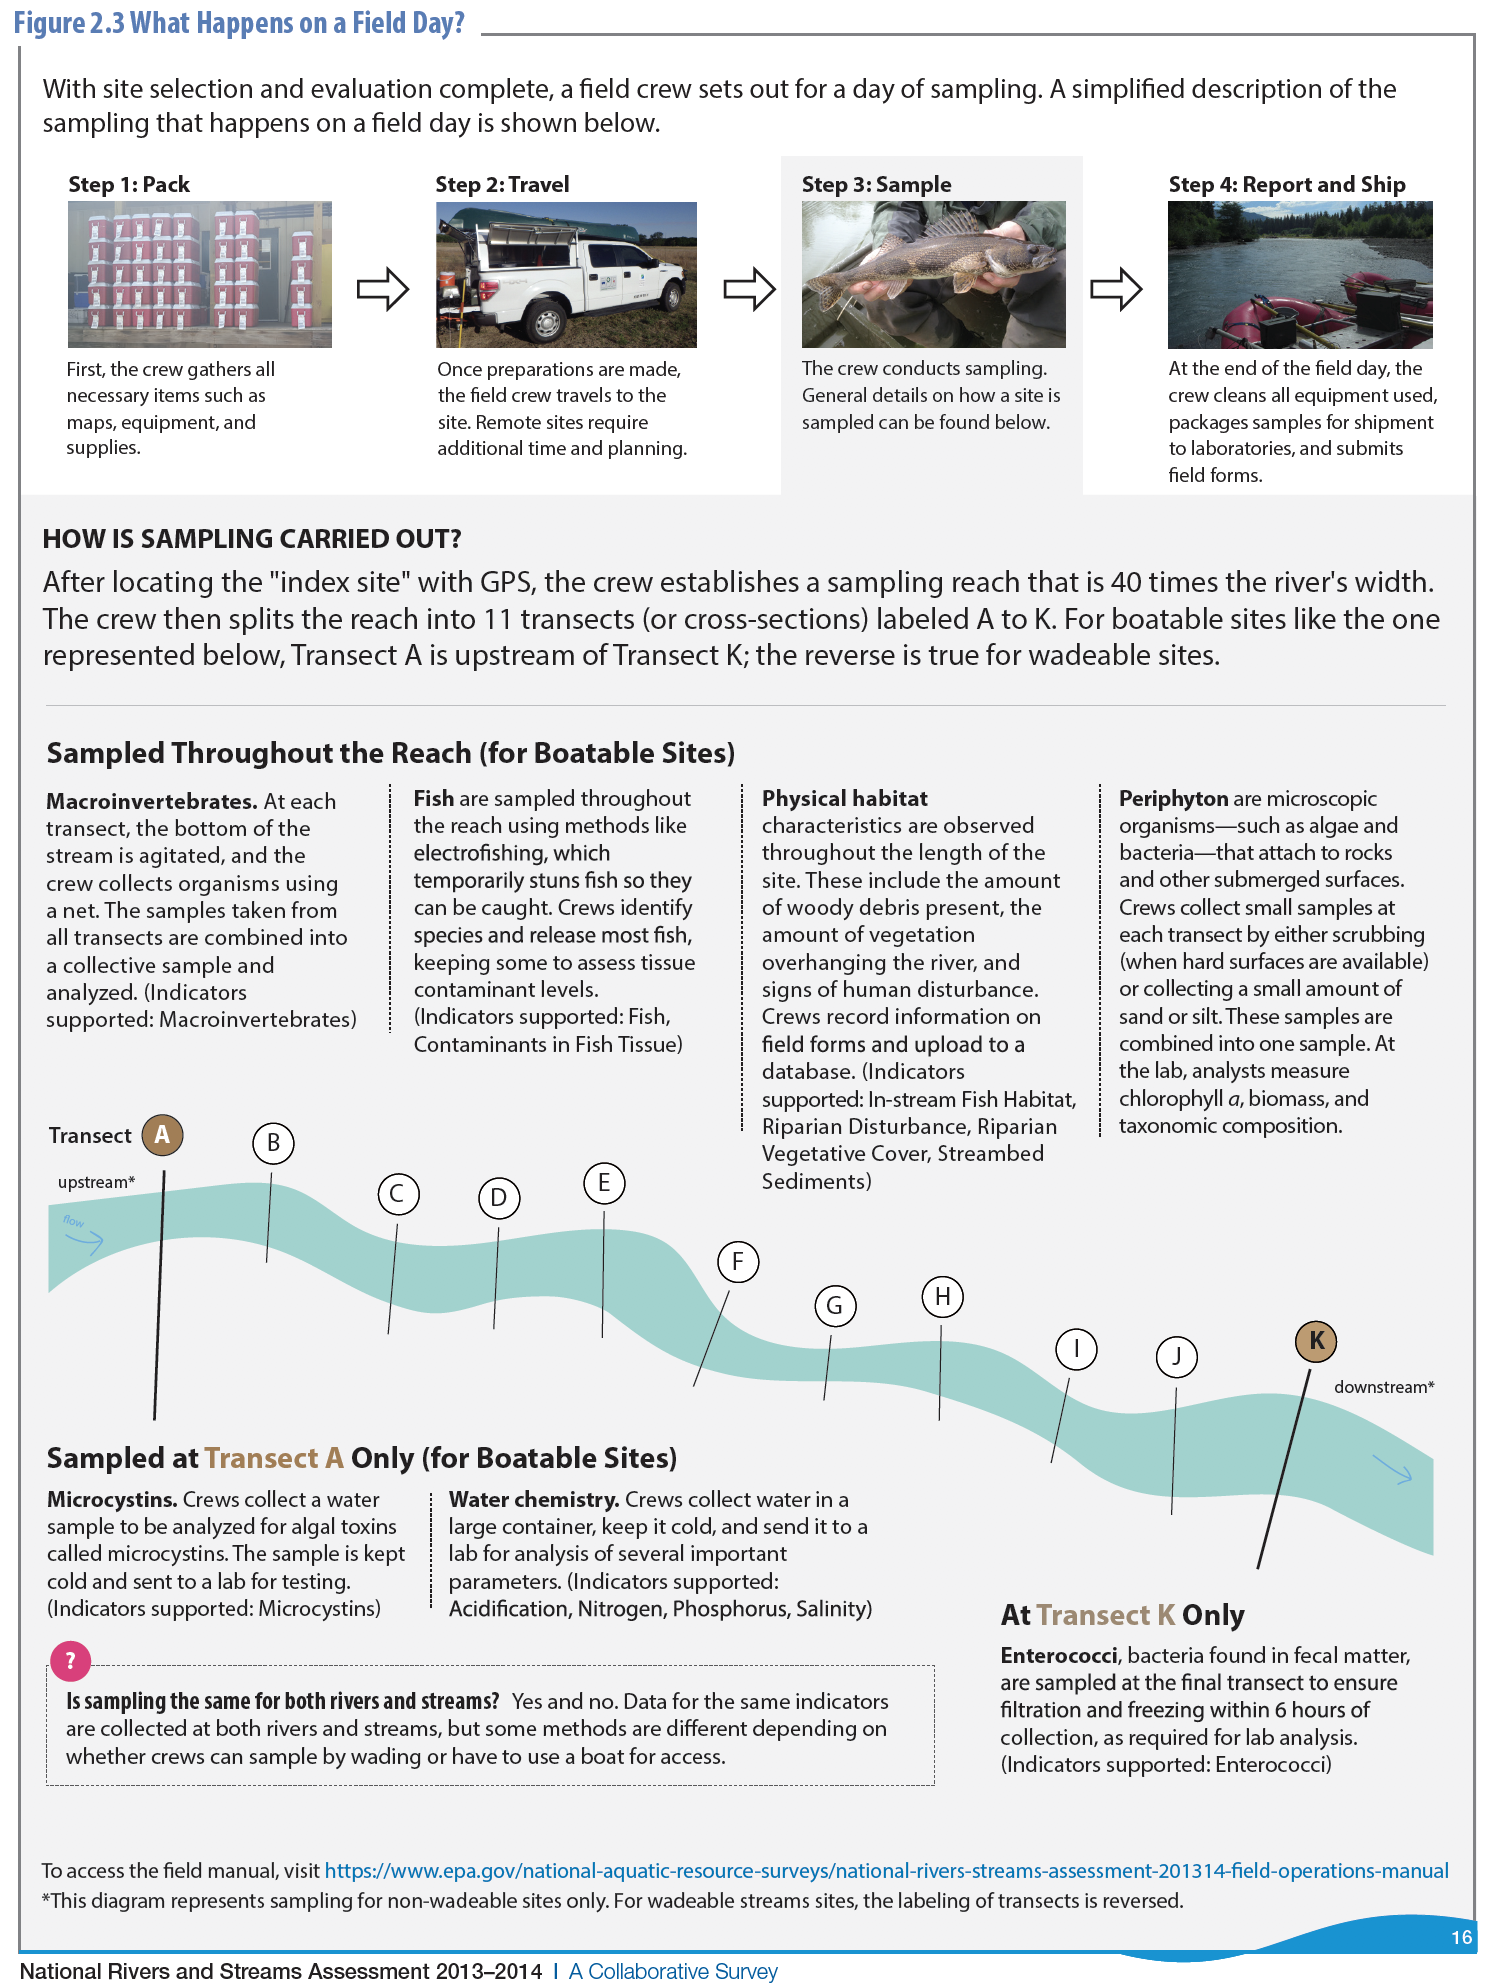 Figure 2.3 What Happens on a Field Day?
With site selection and evaluation complete, a field crew sets out for a day of sampling. A simplified description of the
sampling that happens on a field day is shown below.
Step 1: Pack
First, the crew gathers all
necessary items such as
maps, equipment, and
supplies.
Step 2: Travel
Once preparations are made,
the field crew travels to the
site. Remote sites require
additional time and planning.
Step 3: Sample
The crew conducts sampling.
General details on how a site is
sampled can be found below.
Step 4: Report and Ship
At the end of the field day, the
crew cleans all equipment used,
packages samples for shipment
to laboratories, and submits
field forms.
HOW IS SAMPLING CARRIED OUT?
After locating the "index site" with GPS, the crew establishes a sampling reach that is 40 times the river's width.
The crew then splits the reach into 11 transects (or cross-sections) labeled A to K. For boatable sites like the one
represented below, Transect A is upstream of Transect K; the reverse is true for wadeable sites.
Sampled Throughout the Reach (for Boatable Sites)
Macroinvertebrates. At each
transect, the bottom of the
stream is agitated, and the
crew collects organisms using
a net. The samples taken from
all transects are combined into
a collective sample and
analyzed. (Indicators
supported: Macroinvertebrates)
Fish are sampled throughout
the reach using methods like
electrofishing, which
temporarily stuns fish so they
can be caught. Crews identify
species and release most fish,
keeping some to assess tissue
contaminant levels.
(Indicators supported: Fish,
Contaminants in Fish Tissue)
Physical habitat
characteristics are observed
throughout the length of the
site. These include the amount
of woody debris present, the
amount of vegetation
overhanging the river, and
signs of human disturbance.
Crews record information on
field forms and upload to a
database. (Indicators
supported: In-stream Fish Habitat,
Riparian Disturbance, Riparian
Vegetative Cover, Streambed
Sediments)
Periphyton are microscopic
organisms—such as algae and
bacteria—that attach to rocks
and other submerged surfaces.
Crews collect small samples at
each transect by either scrubbing
(when hard surfaces are available)
or collecting a small amount of
sand or silt. These samples are
combined into one sample. At
the lab, analysts measure
chlorophyll a, biomass, and
taxonomic composition.
Transect A
B
C
D
E
F
G
H
I
J
K
upstream*
flow
downstream*
Sampled at Transect A Only (for Boatable Sites)
Microcystins. Crews collect a water
sample to be analyzed for algal toxins
called microcystins. The sample is kept
cold and sent to a lab for testing.
(Indicators supported: Microcystins)
Water chemistry. Crews collect water in a
large container, keep it cold, and send it to a
lab for analysis of several important
parameters. (Indicators supported:
Acidification, Nitrogen, Phosphorus, Salinity)
At Transect K Only
Enterococci, bacteria found in fecal matter,
are sampled at the final transect to ensure
filtration and freezing within 6 hours of
collection, as required for lab analysis.
(Indicators supported: Enterococci)
?
Is sampling the same for both rivers and streams? Yes and no. Data for the same indicators
are collected at both rivers and streams, but some methods are different depending on
whether crews can sample by wading or have to use a boat for access.
To access the field manual, visit https://www.epa.gov/national-aquatic-resource-surveys/national-rivers-streams-assessment-201314-field-operations-manual
*This diagram represents sampling for non-wadeable sites only. For wadeable streams sites, the labeling of transects is reversed.
16
National Rivers and Streams Assessment 2013–2014 | A Collaborative Survey